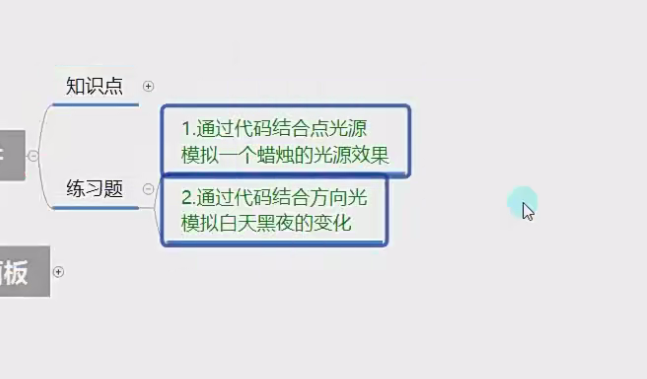 知识点
1.通过代码结合点光源
模拟一个蜡烛的光源效果
练习题
2.通过代码结合方向光
模拟白天黑夜的变化
板